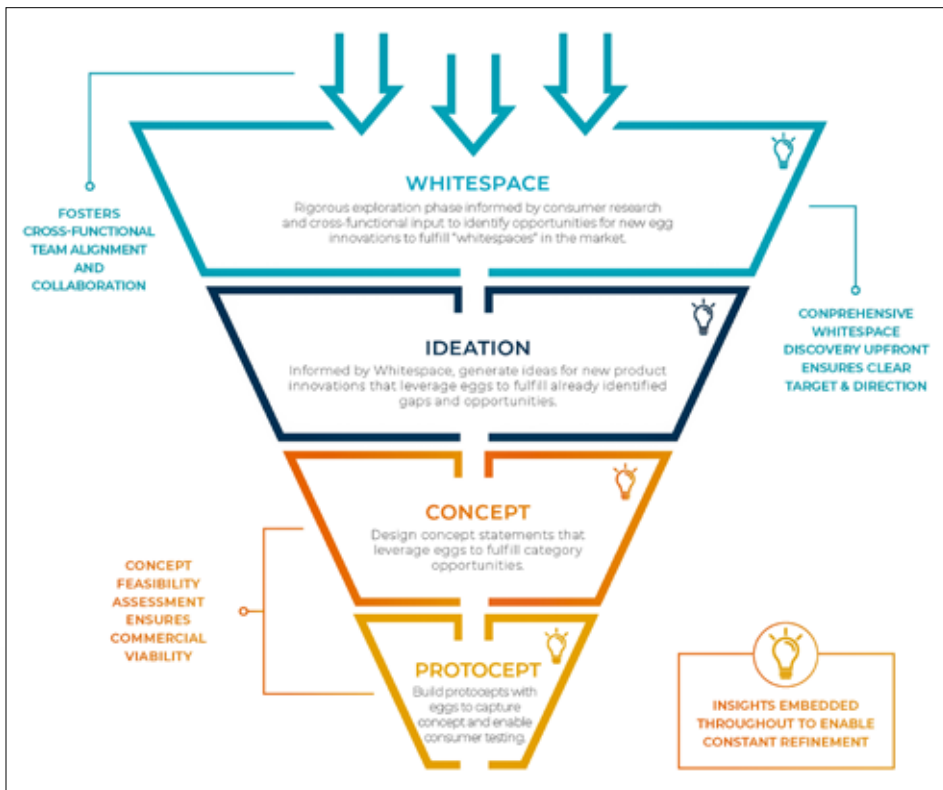 WHITESPACE
Rigorous exploration phase informed by consumer research
and cross-functional input to identify opportunities for new egg
innovations to fulfill "whitespaces" in the market.
FOSTERS
CROSS-FUNCTIONAL
TEAM ALIGNMENT
AND
COLLABORATION
CONPREHENSIVE
WHITESPACE
DISCOVERY UPFRONT
ENSURES CLEAR
TARGET & DIRECTION
IDEATION
Informed by Whitespace, generate ideas for new product
innovations that leverage eggs to fulfill already identified
gaps and opportunities.
CONCEPT
Design concept statements that
leverage eggs to fulfill category
opportunities.
CONCEPT
FEASIBILITY
ASSESSMENT
ENSURES
COMMERCIAL
VIABILITY
PROTOCEPT
Build protocepts with
eggs to capture
concept and enable
consumer testing.
INSIGHTS EMBEDDED
THROUGHOUT TO ENABLE
CONSTANT REFINEMENT